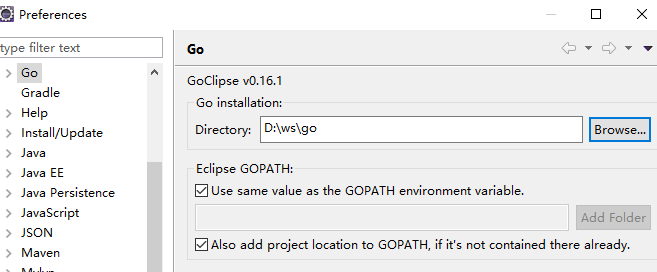 Preferences
type filter text
Go
Gradle
Help
Install/Update
Java
Java EE
Java Persistence
JavaScript
JSON
Maven
Mylyn
Go
GoClipse v0.16.1
Go installation:
Directory: D:\ws\go Browse...
Eclipse GOPATH:
Use same value as the GOPATH environment variable.
Add Folder
Also add project location to GOPATH, if it's not contained there already.